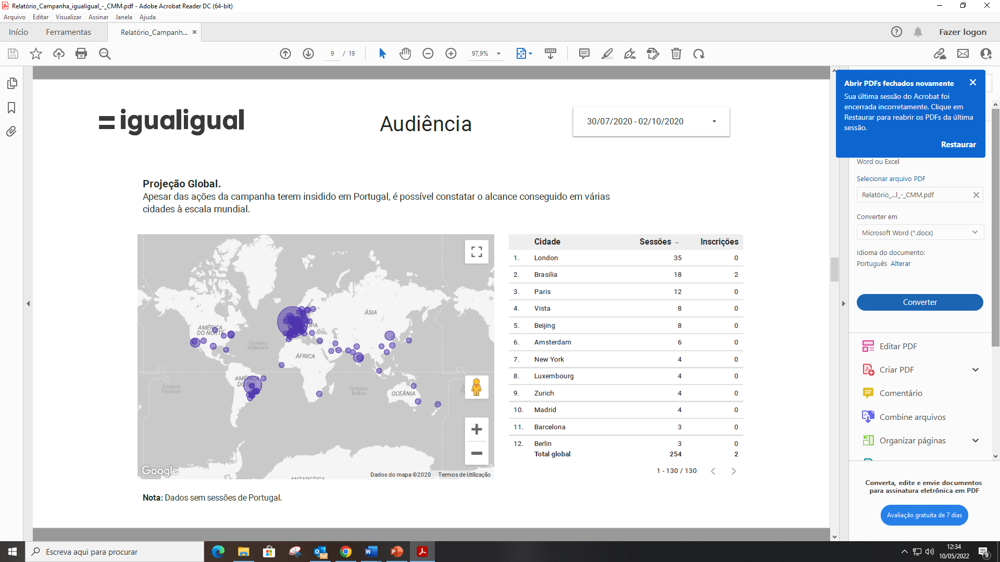 Relatório_Campanha_igualigual_-_CMM.pdf - Adobe Acrobat Reader DC (64-bit)
Arquivo Editar Visualizar Assinar Janela Ajuda
Início Ferramentas Relatório_Campanh... Fazer logon
9 / 19 97,9%
Abrir PDFs fechados novamente
Sua última sessão do Acrobat foi
encerrada incorretamente. Clique em
Restaurar para reabrir os PDFs da última
sessão.
Restaurar
igualigual
Audiência
30/07/2020 - 02/10/2020
Projeção Global.
Apesar das ações da campanha terem insidido em Portugal, é possível constatar o alcance conseguido em várias
cidades à escala mundial.
ÁSIA
AMÉRICA
DO NORTE
OPA
Oceano
Atlântico
ÁFRICA
AMÉRICA
DO SUL
Oceano
Pacífico
Oceano
Índico
OCEÂNIA
ANTARCTICA
Google
Dados do mapa ©2020 Termos de Utilização
Cidade Sessões Inscrições
1. London 35 0
2. Brasilia 18 2
3. Paris 12 0
4. Vista 8 0
5. Beijing 8 0
6. Amsterdam 6 0
7. New York 4 0
8. Luxembourg 4 0
9. Zurich 4 0
10. Madrid 4 0
11. Barcelona 3 0
12. Berlin 3 0
Total global 254 2
1 - 130 / 130
Nota: Dados sem sessões de Portugal.
Word ou Excel
Selecionar arquivo PDF
Relatório_...l_-_CMM.pdf
Converter em
Microsoft Word (*.docx)
Idioma do documento:
Português Alterar
Converter
Editar PDF
Criar PDF
Comentário
Combine arquivos
Organizar páginas
Converta, edite e envie documentos
para assinatura eletrônica em PDF
Avaliação gratuita de 7 dias
Escreva aqui para procurar
12:34
10/05/2022
9